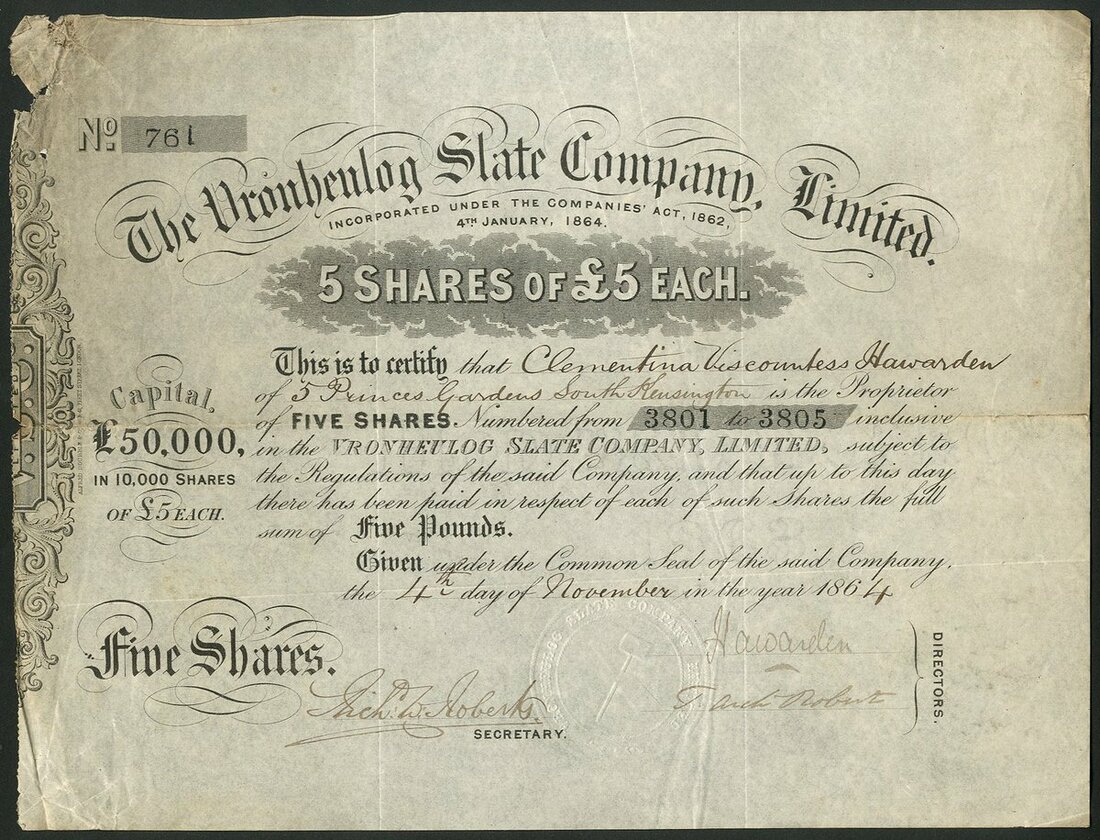 No. 761
The Vronheulog Slate Company, Limited.
INCORPORATED UNDER THE COMPANIES' ACT, 1862,
4TH JANUARY, 1864.
5 SHARES OF £5 EACH.
This is to certify that Clementina Viscountess Hawarden
of 5 Princes Gardens South Kensington is the Proprietor
of FIVE SHARES Numbered from 3801 to 3805 inclusive
in the VRONHEULOG SLATE COMPANY, LIMITED, subject to
the Regulations of the said Company, and that up to this day
there has been paid in respect of each of such Shares the full
sum of Five Pounds.
Given under the Common Seal of the said Company,
the 4th day of November in the year 1864
Capital,
£50,000,
IN 10,000 SHARES
OF £5 EACH.
Five Shares.
Richd. W. Roberts
SECRETARY.
SLATE COMPANY
Hawarden
DIRECTORS.